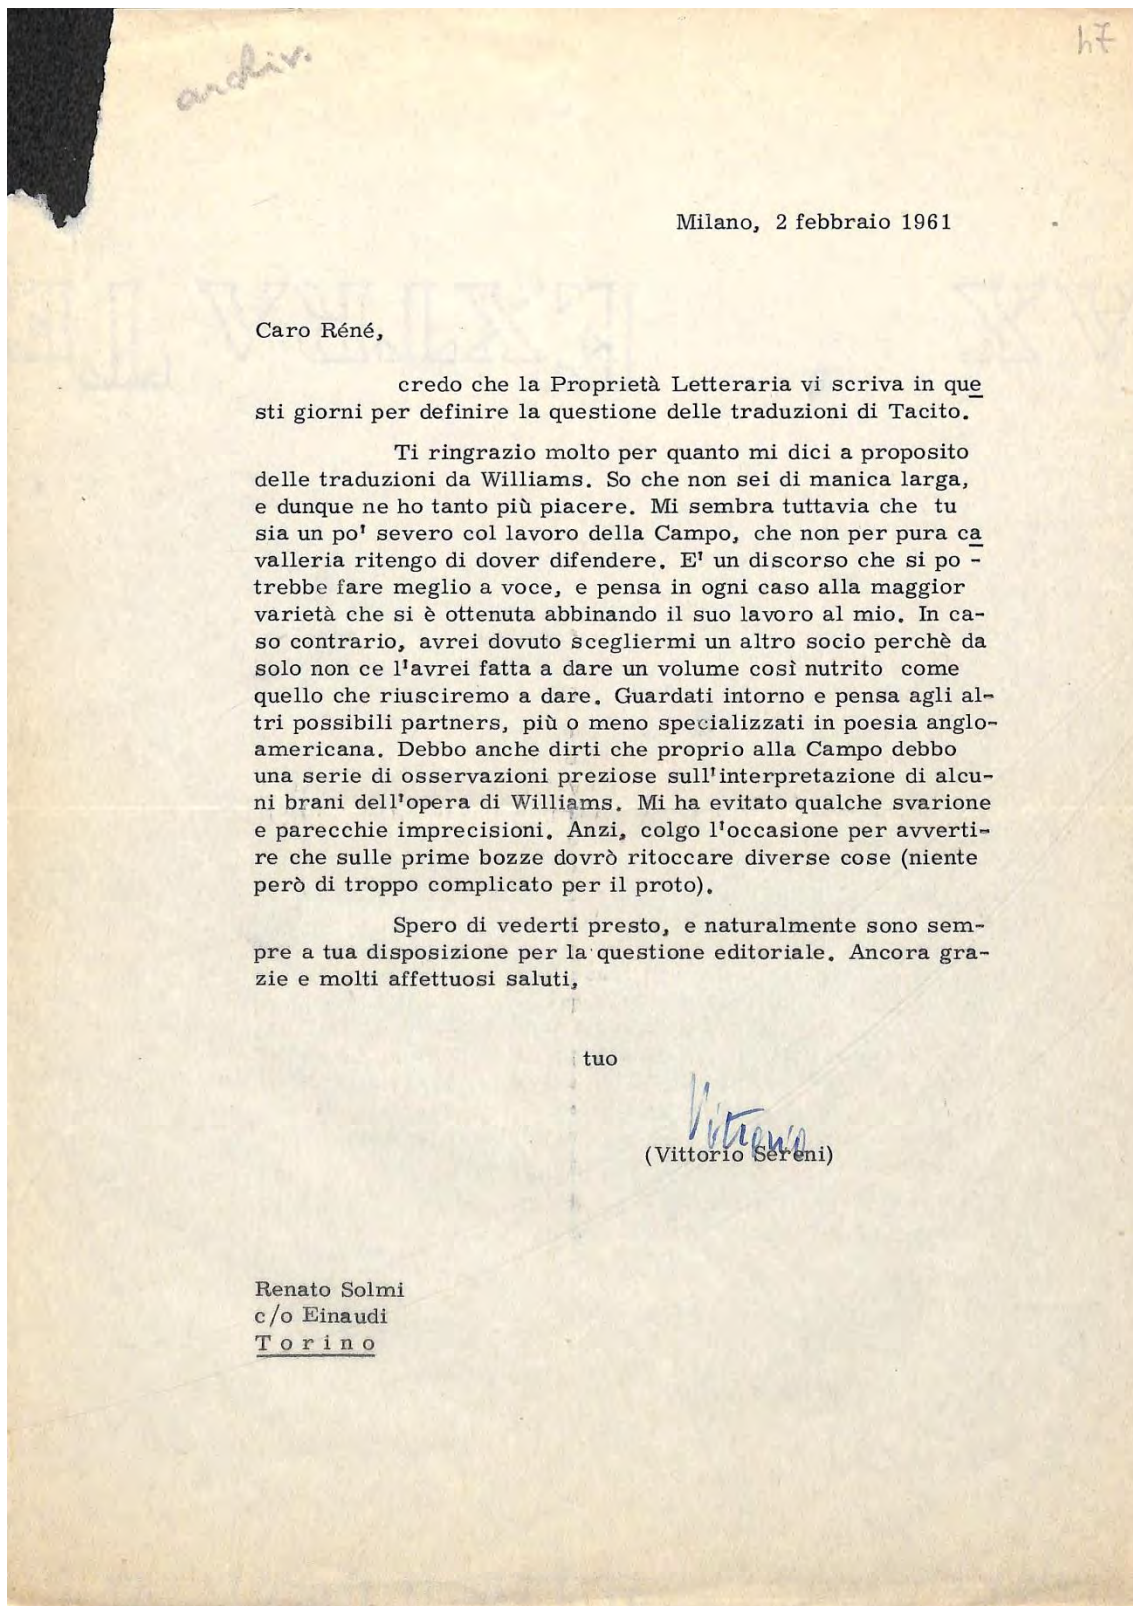 archiv.
47
Milano, 2 febbraio 1961
Caro Réné,
credo che la Proprietà Letteraria vi scriva in que
sti giorni per definire la questione delle traduzioni di Tacito.
Ti ringrazio molto per quanto mi dici a proposito
delle traduzioni da Williams. So che non sei di manica larga,
e dunque ne ho tanto più piacere. Mi sembra tuttavia che tu
sia un po' severo col lavoro della Campo, che non per pura ca
valleria ritengo di dover difendere. E' un discorso che si po -
trebbe fare meglio a voce, e pensa in ogni caso alla maggior
varietà che si è ottenuta abbinando il suo lavoro al mio. In ca-
so contrario, avrei dovuto scegliermi un altro socio perchè da
solo non ce l'avrei fatta a dare un volume così nutrito come
quello che riusciremo a dare. Guardati intorno e pensa agli al-
tri possibili partners, più o meno specializzati in poesia anglo-
americana. Debbo anche dirti che proprio alla Campo debbo
una serie di osservazioni preziose sull'interpretazione di alcu-
ni brani dell'opera di Williams. Mi ha evitato qualche svarione
e parecchie imprecisioni. Anzi, colgo l'occasione per avverti-
re che sulle prime bozze dovrò ritoccare diverse cose (niente
però di troppo complicato per il proto).
Spero di vederti presto, e naturalmente sono sem-
pre a tua disposizione per la questione editoriale. Ancora gra-
zie e molti affettuosi saluti,
tuo
Vittorio
(Vittorio Sereni)
Renato Solmi
c/o Einaudi
Torino